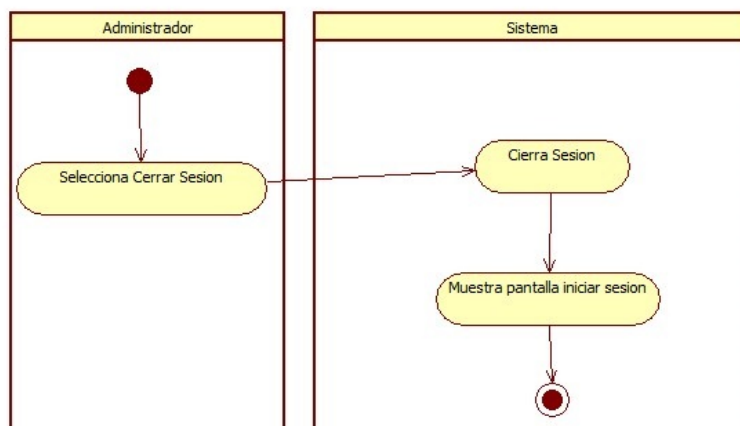 Administrador
Sistema
Selecciona Cerrar Sesion
Cierra Sesion
Muestra pantalla iniciar sesion